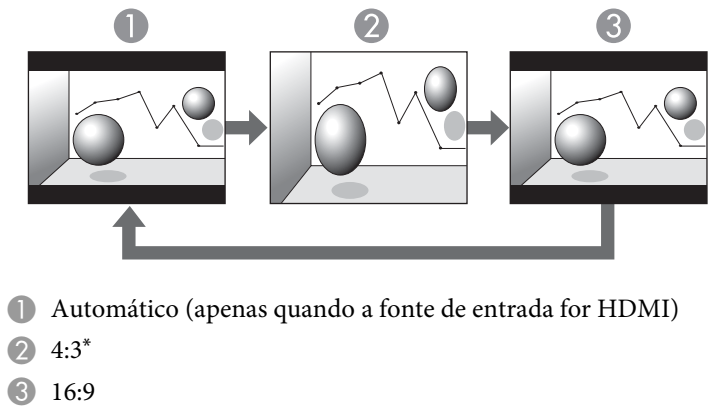 1 2 3
1 Automático (apenas quando a fonte de entrada for HDMI)
2 4:3*
3 16:9